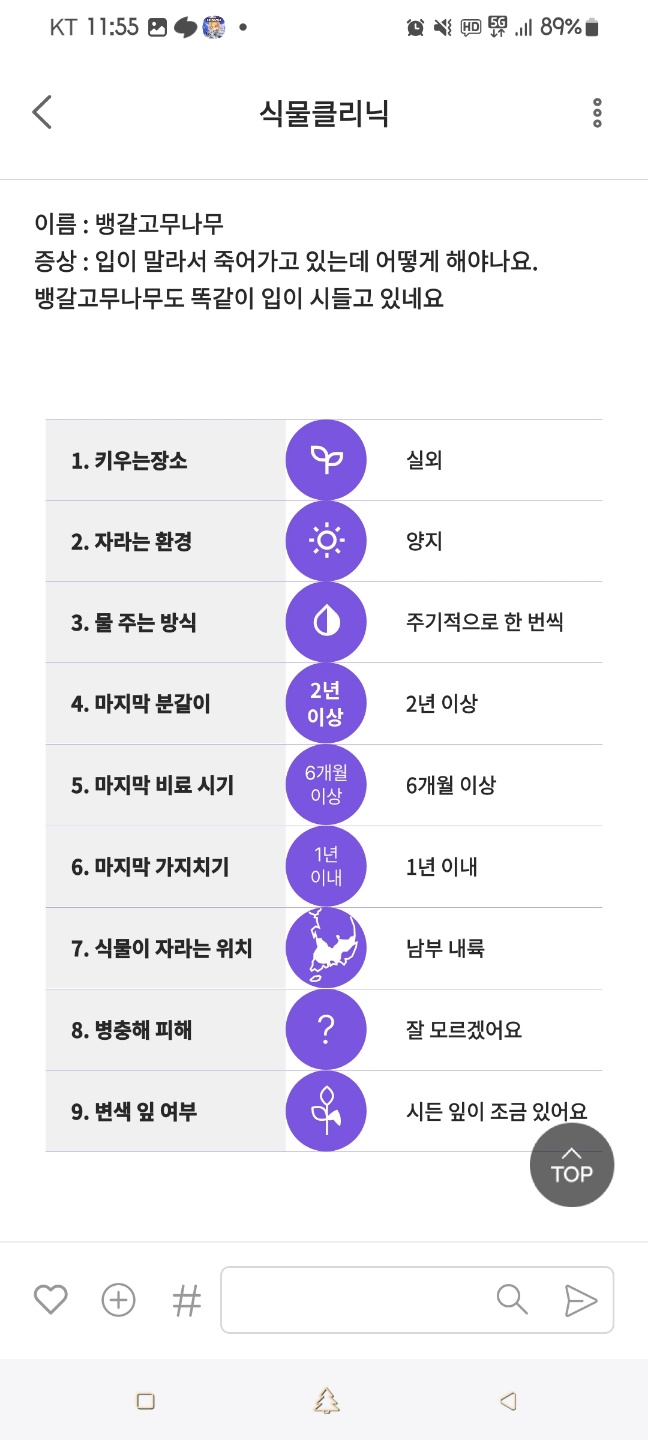 KT 11:55 HD 5G 89%
식물클리닉
이름 : 뱅갈고무나무
증상 : 입이 말라서 죽어가고 있는데 어떻게 해야나요.
뱅갈고무나무도 똑같이 입이 시들고 있네요
1. 키우는장소 실외
2. 자라는 환경 양지
3. 물 주는 방식 주기적으로 한 번씩
4. 마지막 분갈이 2년 이상 2년 이상
5. 마지막 비료 시기 6개월 이상 6개월 이상
6. 마지막 가지치기 1년 이내 1년 이내
7. 식물이 자라는 위치 남부 내륙
8. 병충해 피해 ? 잘 모르겠어요
9. 변색 잎 여부 시든 잎이 조금 있어요
TOP
#